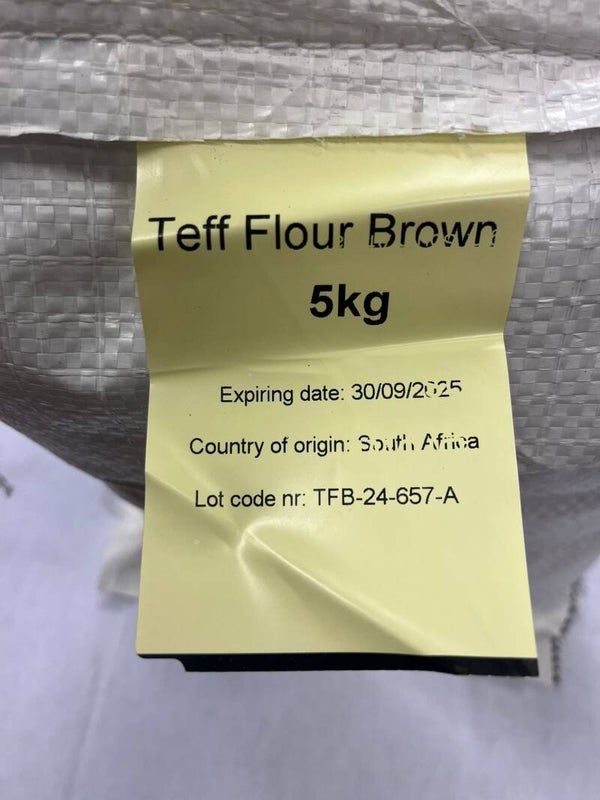 Teff Flour Brown
5kg
Expiring date: 30/09/2025
Country of origin: South Africa
Lot code nr: TFB-24-657-A